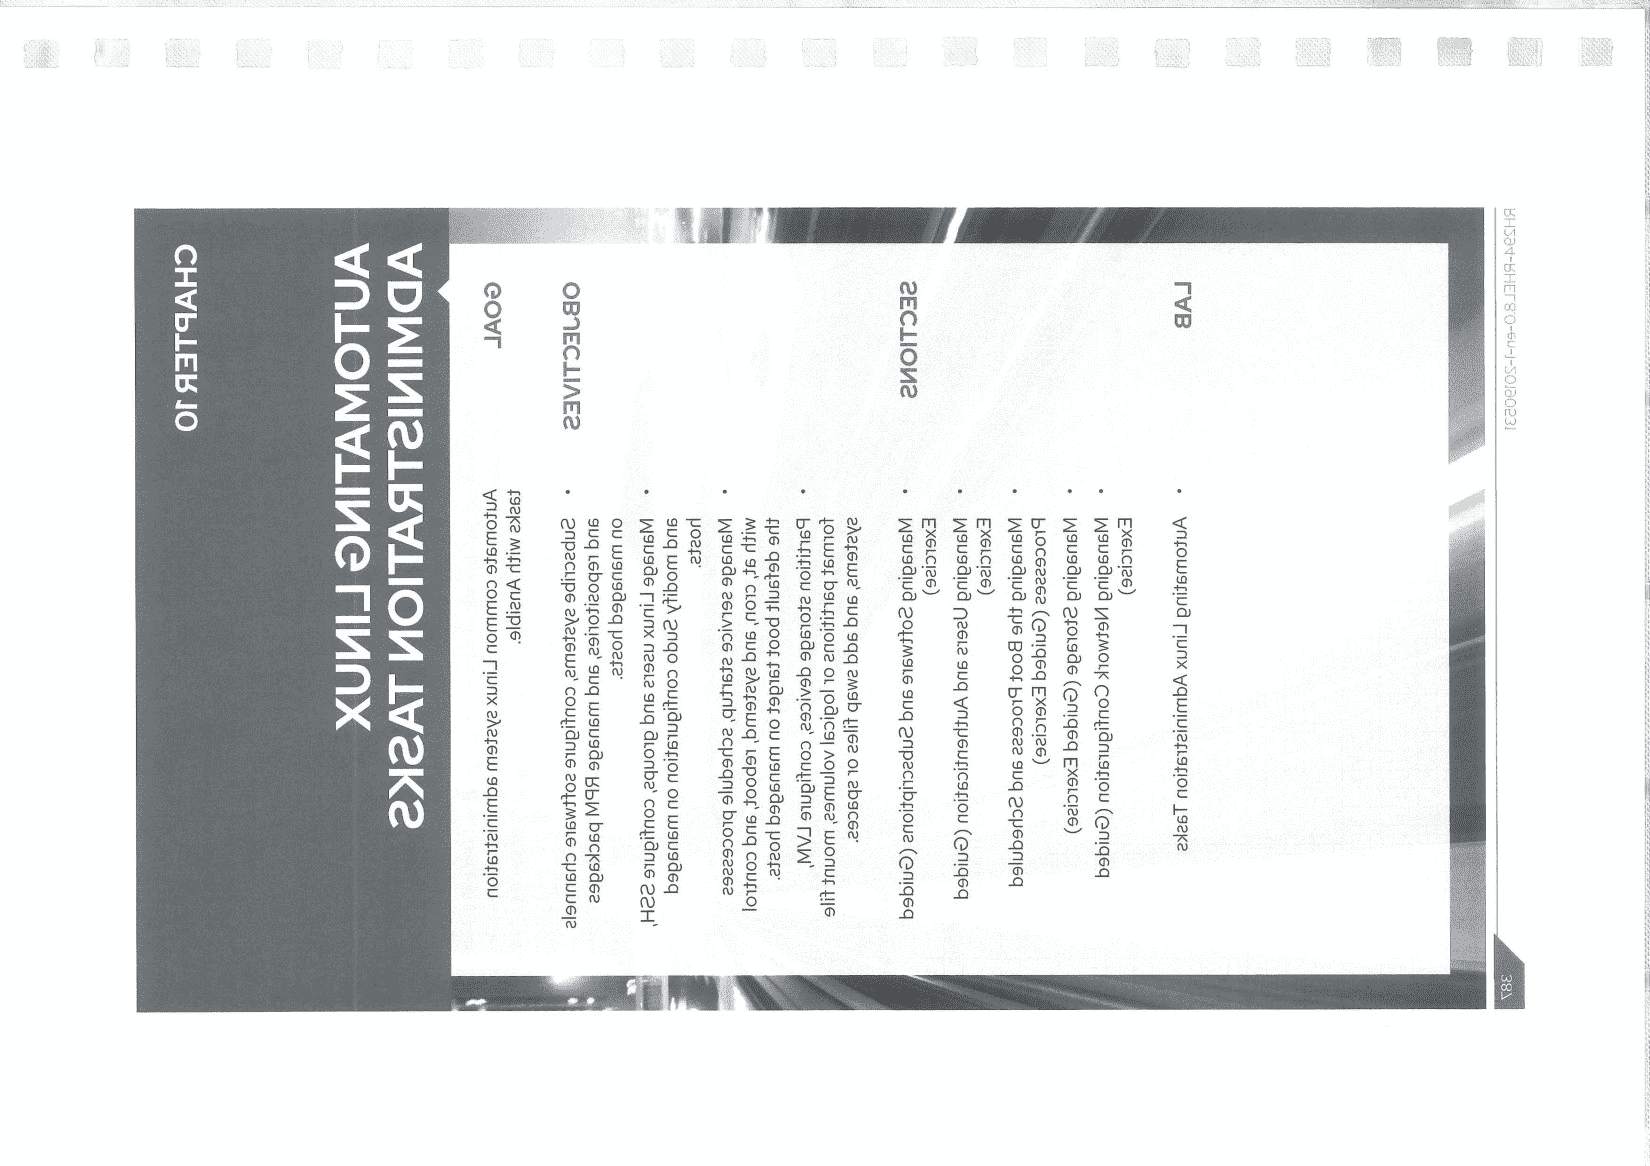 CHAPTER 10
AUTOMATING LINUX
ADMINISTRATION TASKS
GOAL
Automate common Linux system administration
tasks with Ansible.
OBJECTIVES
• Subscribe systems, configure software channels
and repositories, and manage RPM packages
on managed hosts.
• Manage Linux users and groups, configure SSH,
and modify Sudo configuration on managed
hosts.
• Manage service startup, schedule processes
with at, cron, and systemd, reboot, and control
the default boot target on managed hosts.
• Partition storage devices, configure LVM,
format partitions or logical volumes, mount file
systems, and add swap files or spaces.
SECTIONS
• Managing Software and Subscriptions (Guided
Exercise)
• Managing Users and Authentication (Guided
Exercise)
• Managing the Boot Process and Scheduled
Processes (Guided Exercise)
• Managing Storage (Guided Exercise)
• Managing Network Configuration (Guided
Exercise)
LAB
• Automating Linux Administration Tasks
RH294-RHEL8.0-en-1-20190531
387